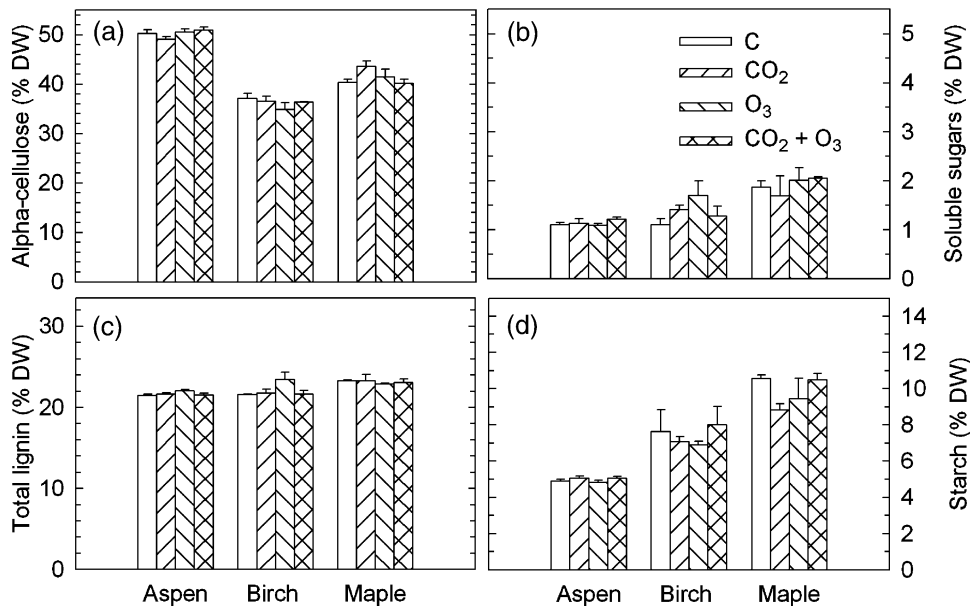 (a)
Alpha-cellulose (% DW)
50
40
30
20
10
0
(b)
C
CO₂
O₃
CO₂ + O₃
Soluble sugars (% DW)
5
4
3
2
1
0
(c)
Total lignin (% DW)
30
20
10
0
Aspen Birch Maple
(d)
Starch (% DW)
14
12
10
8
6
4
2
0
Aspen Birch Maple